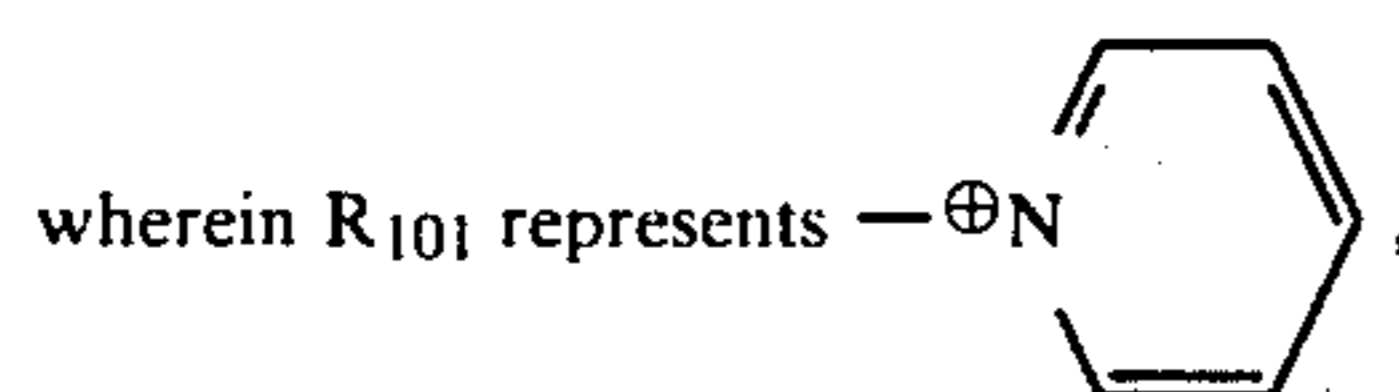 wherein R₁₀₁ represents —⊕N ,